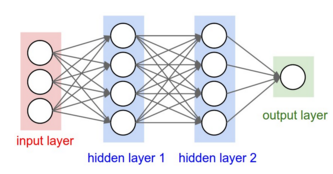 input layer
hidden layer 1
hidden layer 2
output layer